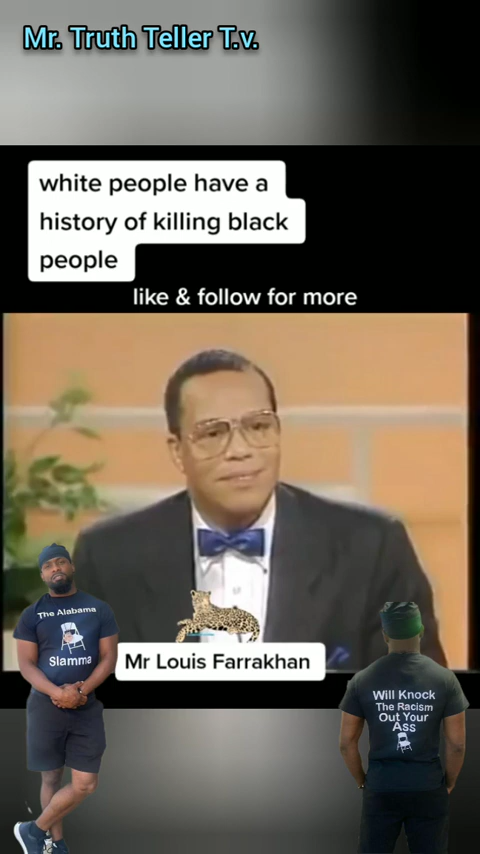 Mr. Truth Teller T.v.
white people have a
history of killing black
people
like & follow for more
Mr Louis Farrakhan
The Alabama
Slamma
Will Knock
The Racism
Out Your
Ass